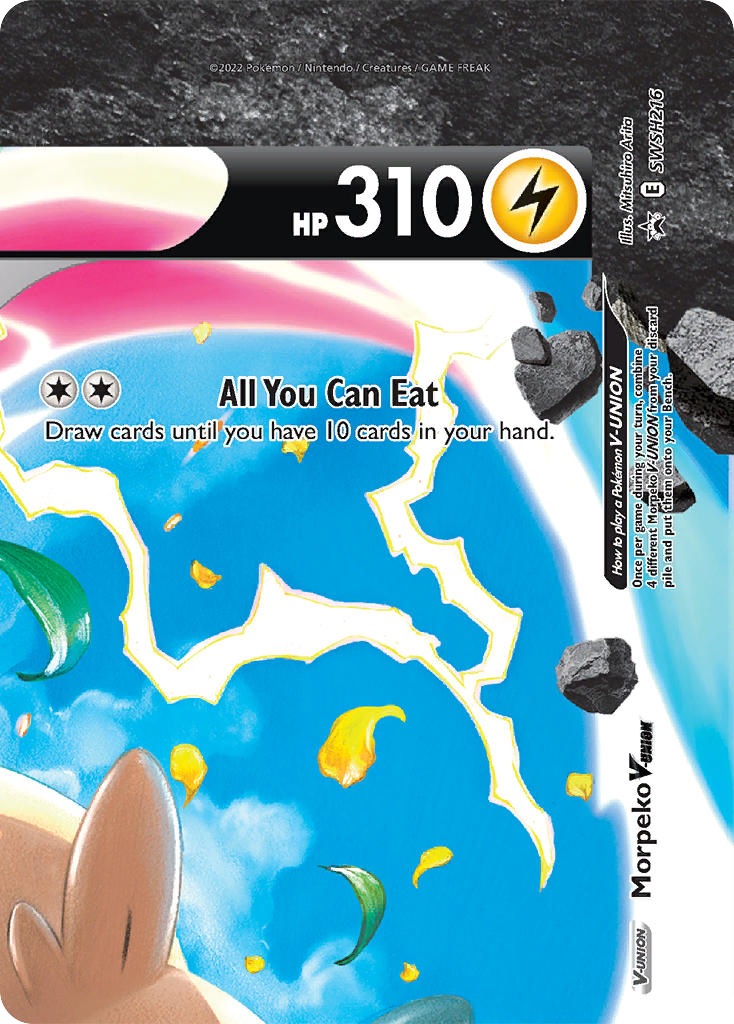 ©2022 Pokémon / Nintendo / Creatures / GAME FREAK
HP 310
All You Can Eat
Draw cards until you have 10 cards in your hand.
Illus. Mitsuhiro Arita
E SWSH216
How to play a Pokémon V-UNION
Once per game during your turn, combine
4 different Morpeko V-UNION from your discard
pile and put them onto your Bench.
Morpeko V-UNION
V-UNION